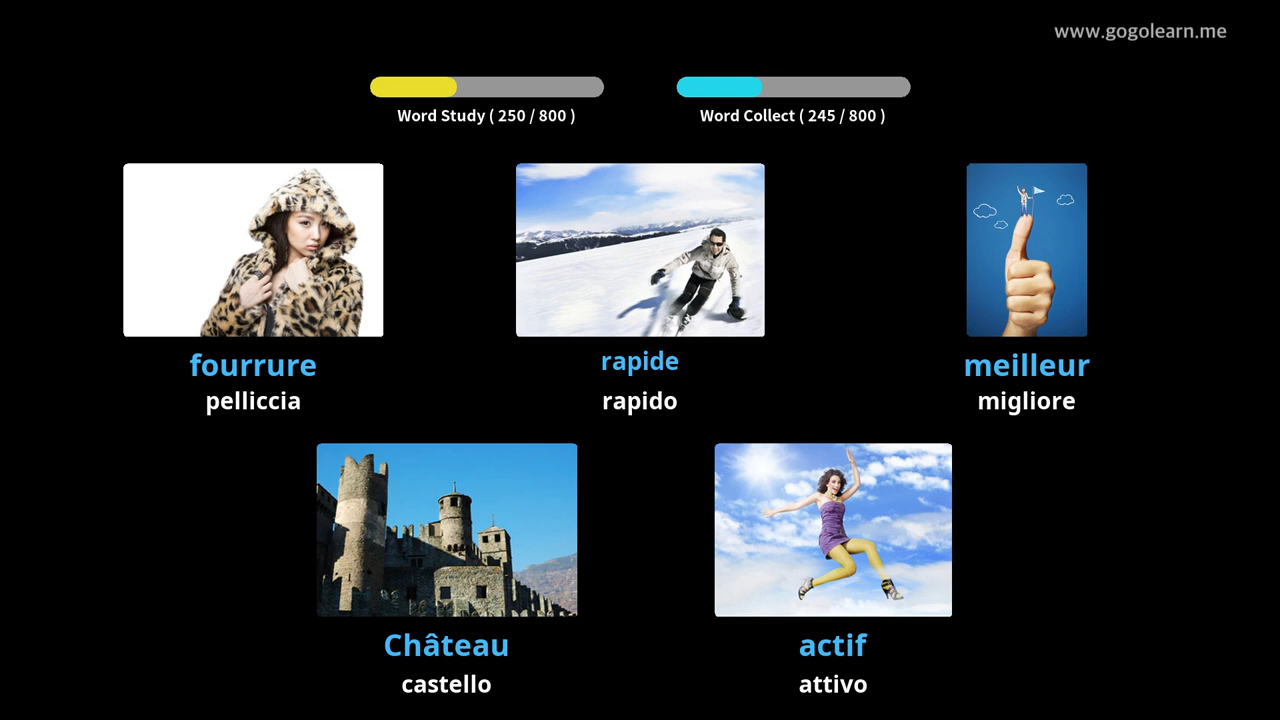 www.gogolearn.me
Word Study ( 250 / 800 )
Word Collect ( 245 / 800 )
fourrure
pelliccia
rapide
rapido
meilleur
migliore
Château
castello
actif
attivo